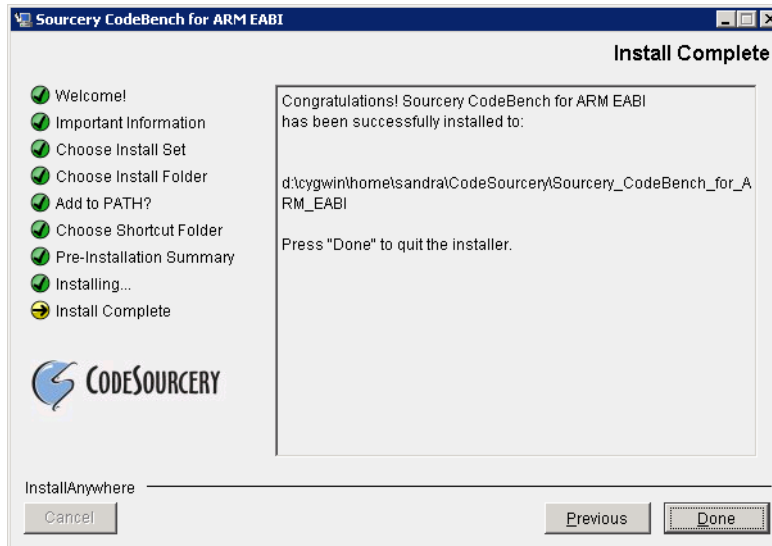 Sourcery CodeBench for ARM EABI
Install Complete
Welcome!
Important Information
Choose Install Set
Choose Install Folder
Add to PATH?
Choose Shortcut Folder
Pre-Installation Summary
Installing...
Install Complete
CODESOURCERY
Congratulations! Sourcery CodeBench for ARM EABI
has been successfully installed to:
d:\cygwin\home\sandra\CodeSourcery\Sourcery_CodeBench_for_A
RM_EABI
Press "Done" to quit the installer.
InstallAnywhere
Cancel
Previous
Done